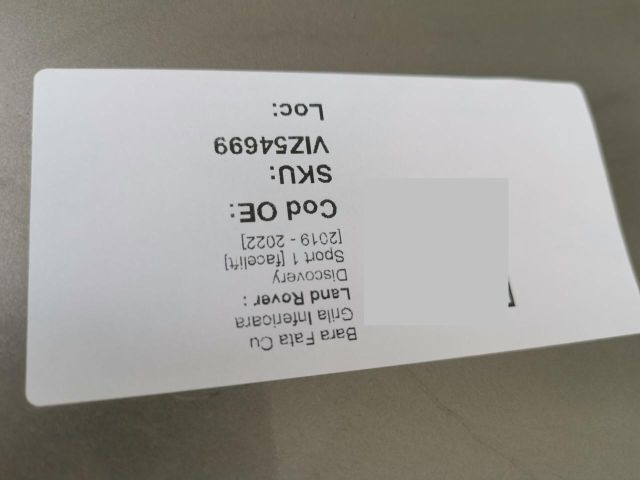 Bara Fata Cu
Grila Inferioara
Land Rover :
Discovery
Sport 1 [facelift]
[2019 - 2022]
Cod OE:
SKU:
VIZ54699
Loc: